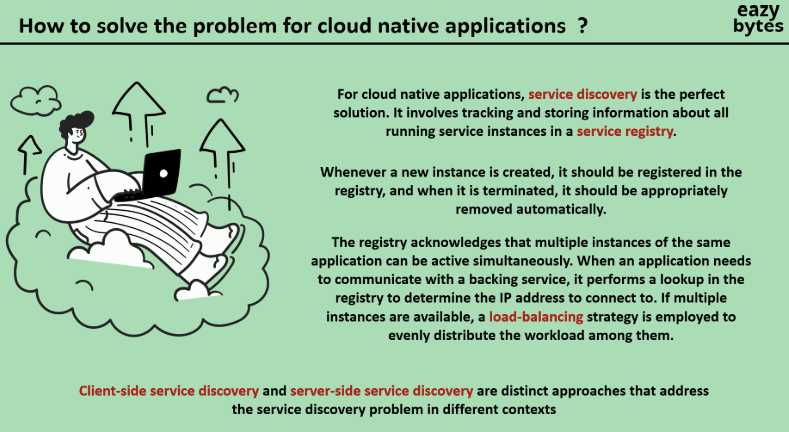 How to solve the problem for cloud native applications ?
eazy
bytes
For cloud native applications, service discovery is the perfect
solution. It involves tracking and storing information about all
running service instances in a service registry.
Whenever a new instance is created, it should be registered in the
registry, and when it is terminated, it should be appropriately
removed automatically.
The registry acknowledges that multiple instances of the same
application can be active simultaneously. When an application needs
to communicate with a backing service, it performs a lookup in the
registry to determine the IP address to connect to. If multiple
instances are available, a load-balancing strategy is employed to
evenly distribute the workload among them.
Client-side service discovery and server-side service discovery are distinct approaches that address
the service discovery problem in different contexts